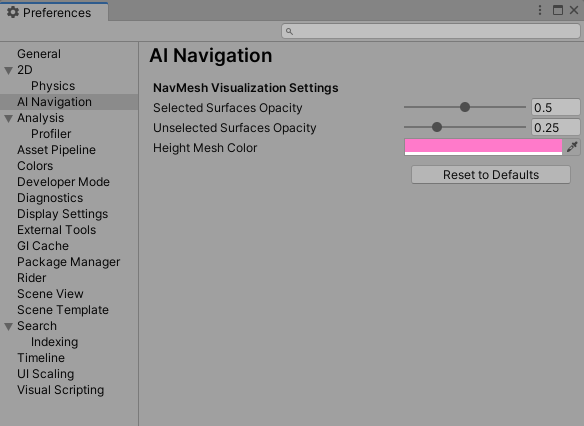 Preferences
General
2D
Physics
AI Navigation
Analysis
Profiler
Asset Pipeline
Colors
Developer Mode
Diagnostics
Display Settings
External Tools
GI Cache
Package Manager
Rider
Scene View
Scene Template
Search
Indexing
Timeline
UI Scaling
Visual Scripting
AI Navigation
NavMesh Visualization Settings
Selected Surfaces Opacity 0.5
Unselected Surfaces Opacity 0.25
Height Mesh Color
Reset to Defaults